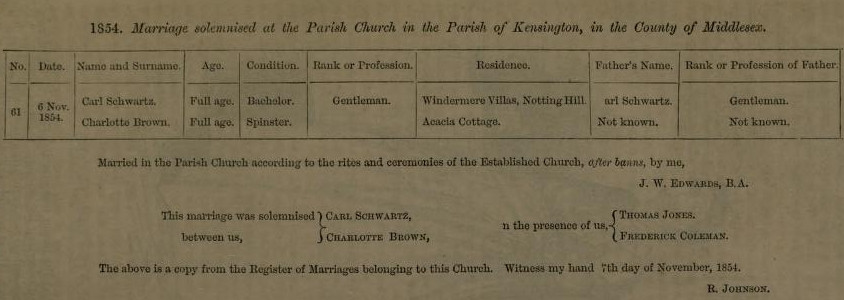 1854. Marriage solemnised at the Parish Church in the Parish of Kensington, in the County of Middlesex.
No. Date. Name and Surname. Age. Condition. Rank or Profession. Residence. Father's Name. Rank or Profession of Father.
61 6 Nov. 1854. Carl Schwartz. Full age. Bachelor. Gentleman. Windermere Villas, Notting Hill. arl Schwartz. Gentleman.
Charlotte Brown. Full age. Spinster. Acacia Cottage. Not known. Not known.
Married in the Parish Church according to the rites and ceremonies of the Established Church, after banns, by me,
J. W. EDWARDS, B.A.
This marriage was solemnised } CARL SCHWARTZ, n the presence of us, { THOMAS JONES.
between us, CHARLOTTE BROWN, FREDERICK COLEMAN.
The above is a copy from the Register of Marriages belonging to this Church. Witness my hand 7th day of November, 1854.
R. JOHNSON.